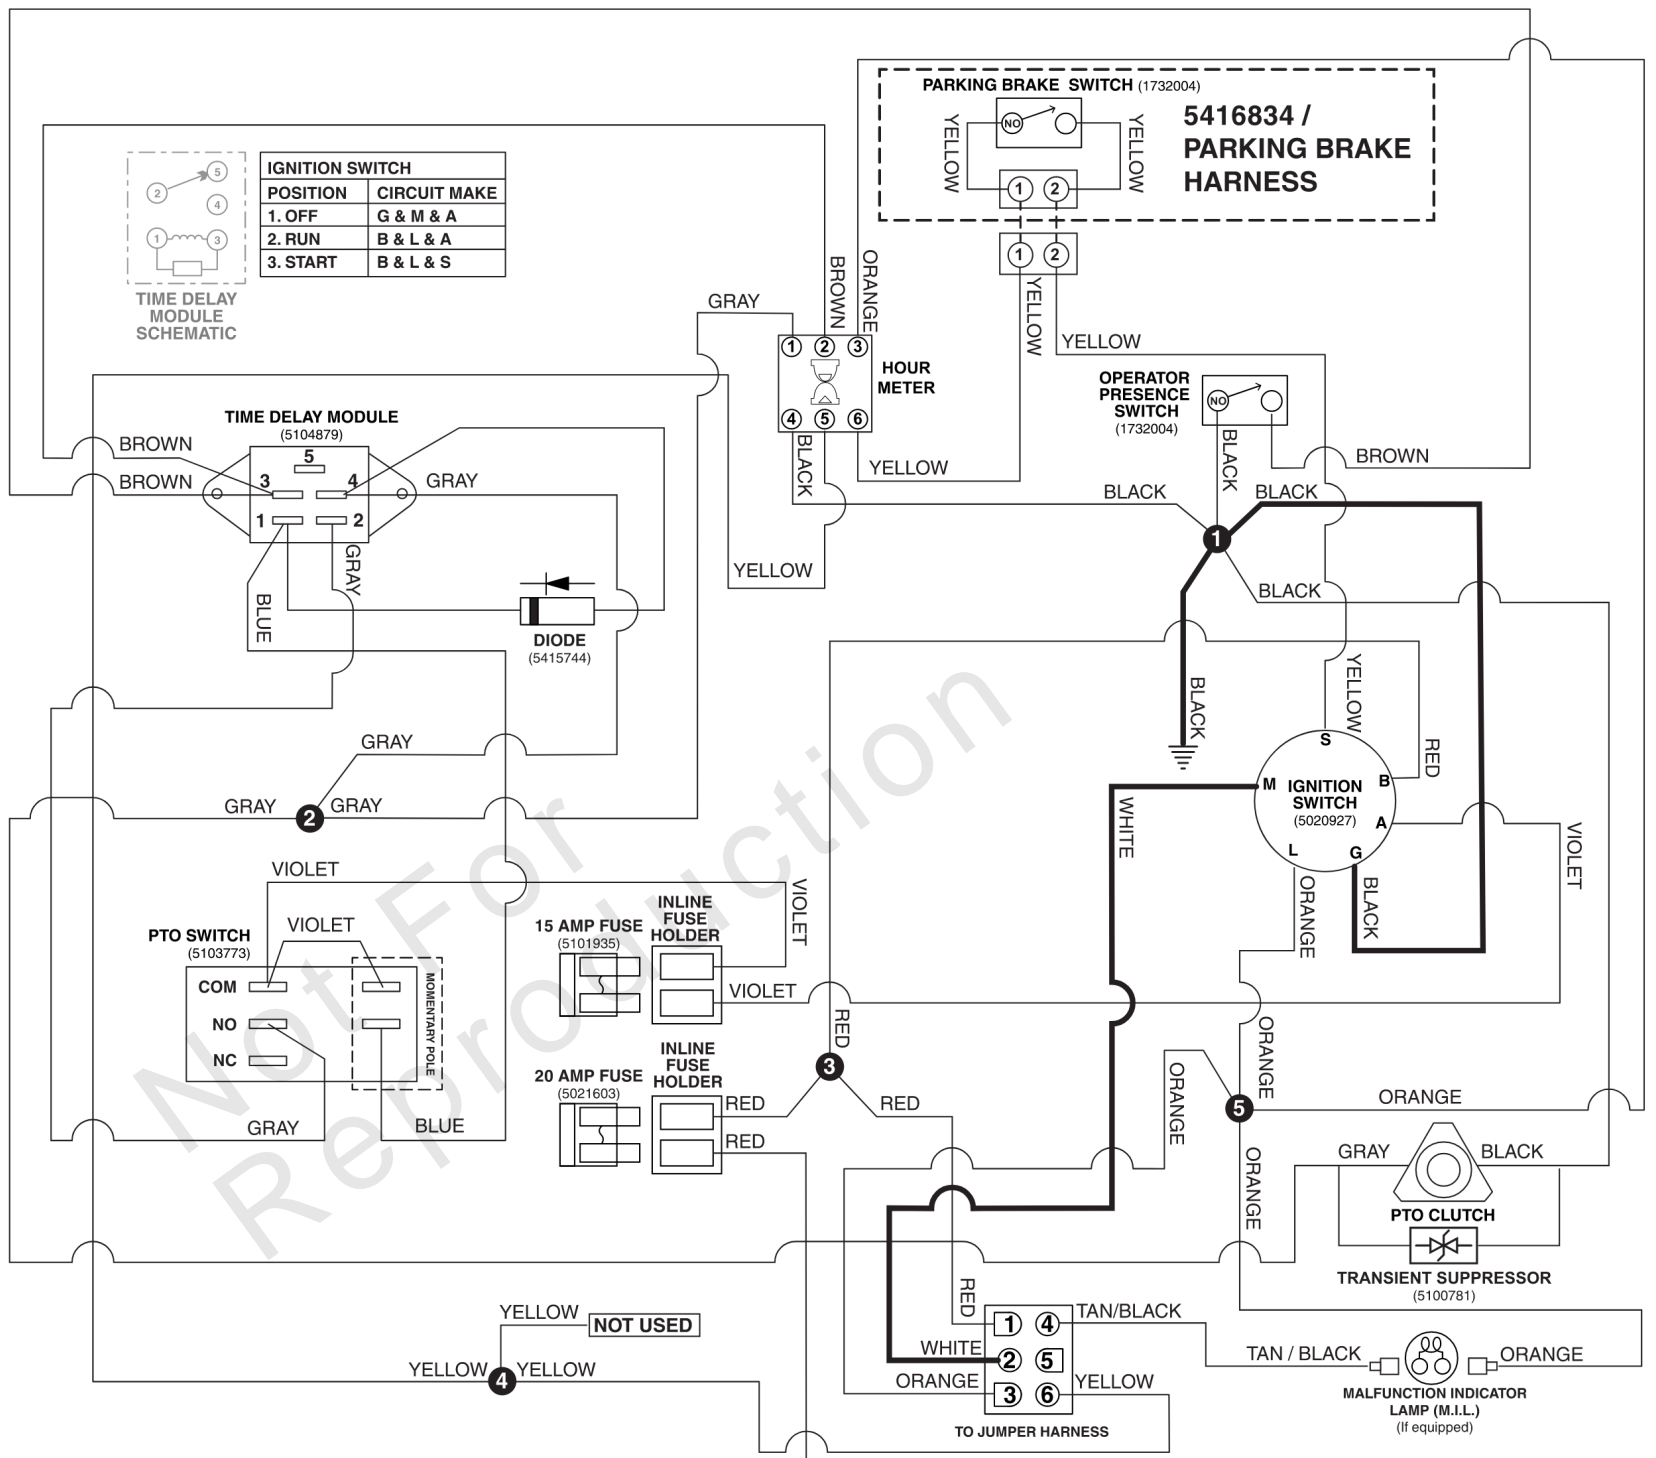 PARKING BRAKE SWITCH (1732004)
NO
YELLOW
YELLOW
1
2
5416834 /
PARKING BRAKE
HARNESS
1
2
YELLOW
YELLOW
5
2
4
1
3
TIME DELAY
MODULE
SCHEMATIC
IGNITION SWITCH
POSITION CIRCUIT MAKE
1. OFF G & M & A
2. RUN B & L & A
3. START B & L & S
GRAY
BROWN
ORANGE
1 2 3
HOUR
METER
4 5 6
BLACK
YELLOW
YELLOW
OPERATOR
PRESENCE
SWITCH
(1732004)
NO
BLACK
BROWN
BLACK
BLACK
1
BLACK
BLACK
TIME DELAY MODULE
(5104879)
BROWN
BROWN
5
3 4
1 2
GRAY
GRAY
BLUE
DIODE
(5415744)
GRAY
GRAY
2
GRAY
YELLOW
RED
S
M
B
IGNITION
SWITCH
(5020927)
A
L
G
WHITE
ORANGE
BLACK
VIOLET
VIOLET
VIOLET
VIOLET
PTO SWITCH
(5103773)
COM
NO
NC
MOMENTARY POLE
GRAY
BLUE
15 AMP FUSE
(5101935)
INLINE
FUSE
HOLDER
VIOLET
20 AMP FUSE
(5021603)
INLINE
FUSE
HOLDER
RED
RED
RED
3
RED
ORANGE
ORANGE
5
ORANGE
ORANGE
GRAY
BLACK
PTO CLUTCH
TRANSIENT SUPPRESSOR
(5100781)
YELLOW
NOT USED
YELLOW
4
YELLOW
RED
WHITE
ORANGE
1 4
2 5
3 6
TAN/BLACK
YELLOW
TO JUMPER HARNESS
TAN / BLACK
ORANGE
MALFUNCTION INDICATOR
LAMP (M.I.L.)
(If equipped)
Not For
Reproduction